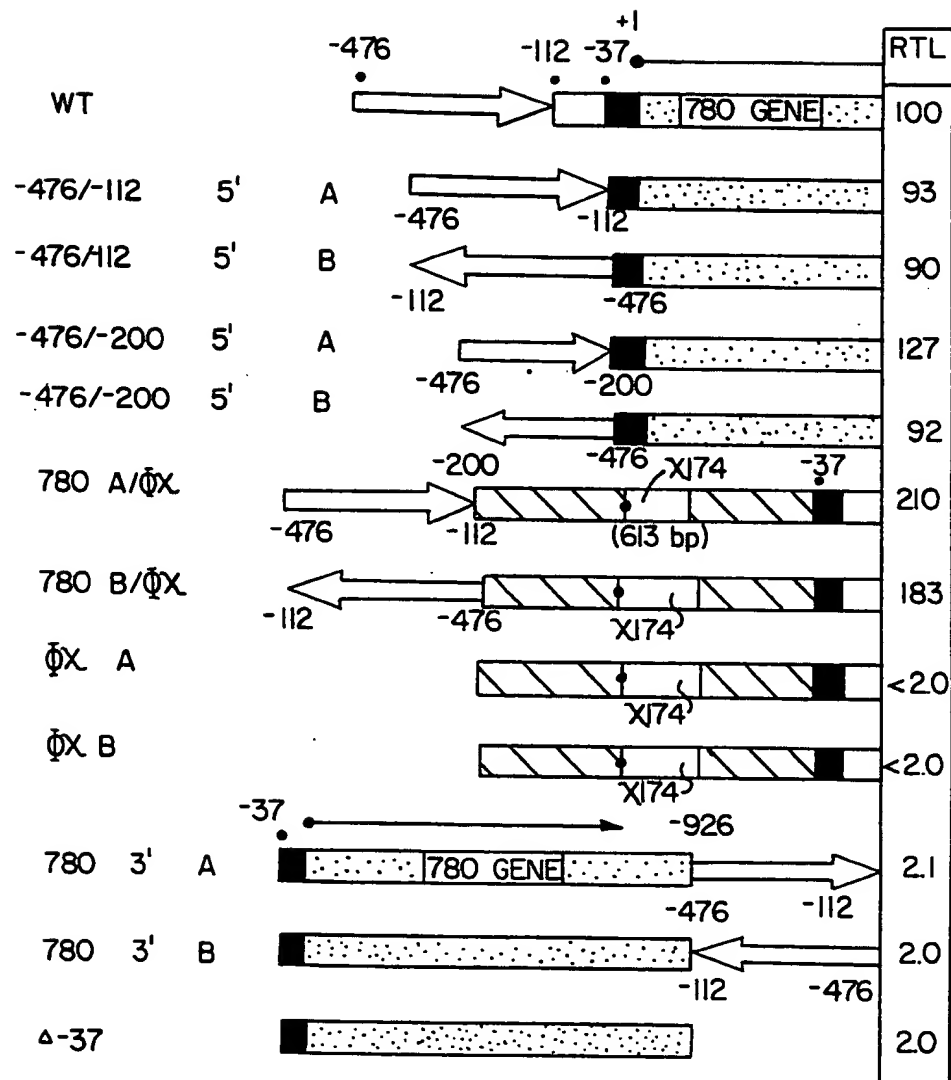 +1
-476 -112 -37 RTL
WT 780 GENE 100
-476/-112 5' A 93
-476 -112
-476/-112 5' B 90
-112 -476
-476/-200 5' A 127
-476 -200
-476/-200 5' B 92
-200 -476 X174 -37
780 A/ΦX 210
-476 -112 (613 bp)
780 B/ΦX 183
-112 -476 X174
ΦX A <2.0
X174
ΦX B <2.0
X174
-37 -926
780 3' A 780 GENE 2.1
-476 -112
780 3' B 2.0
-112 -476
Δ-37 2.0